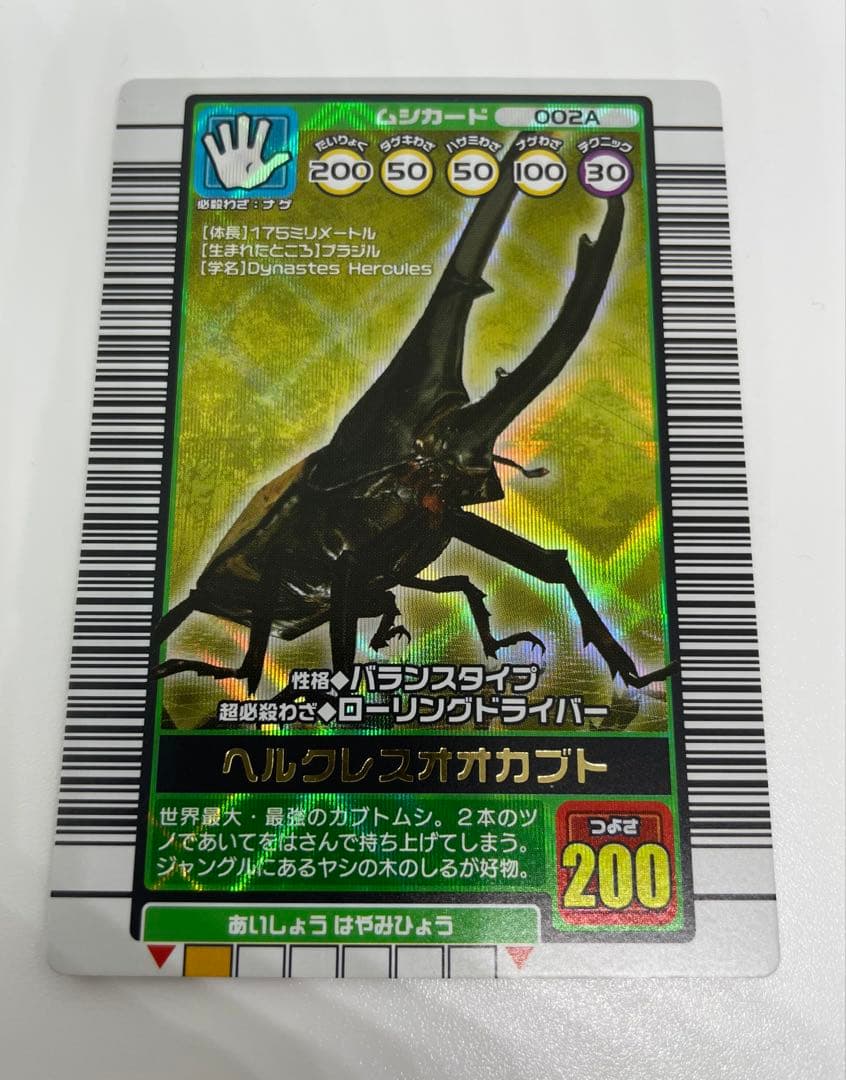 ムシカード 002A
たいりょく ダゲキわざ ハサミわざ ナゲわざ テクニック
200 50 50 100 30
必殺わざ：ナゲ
[体長]175ミリメートル
[生まれたところ]ブラジル
[学名]Dynastes Hercules
性格◆バランスタイプ
超必殺わざ◆ローリングドライバー
ヘルクレスオオカブト
世界最大・最強のカブトムシ。2本のツ
ノであいてをはさんで持ち上げてしまう。
ジャングルにあるヤシの木のしるが好物。
つよさ
200
あいしょう はやみひょう